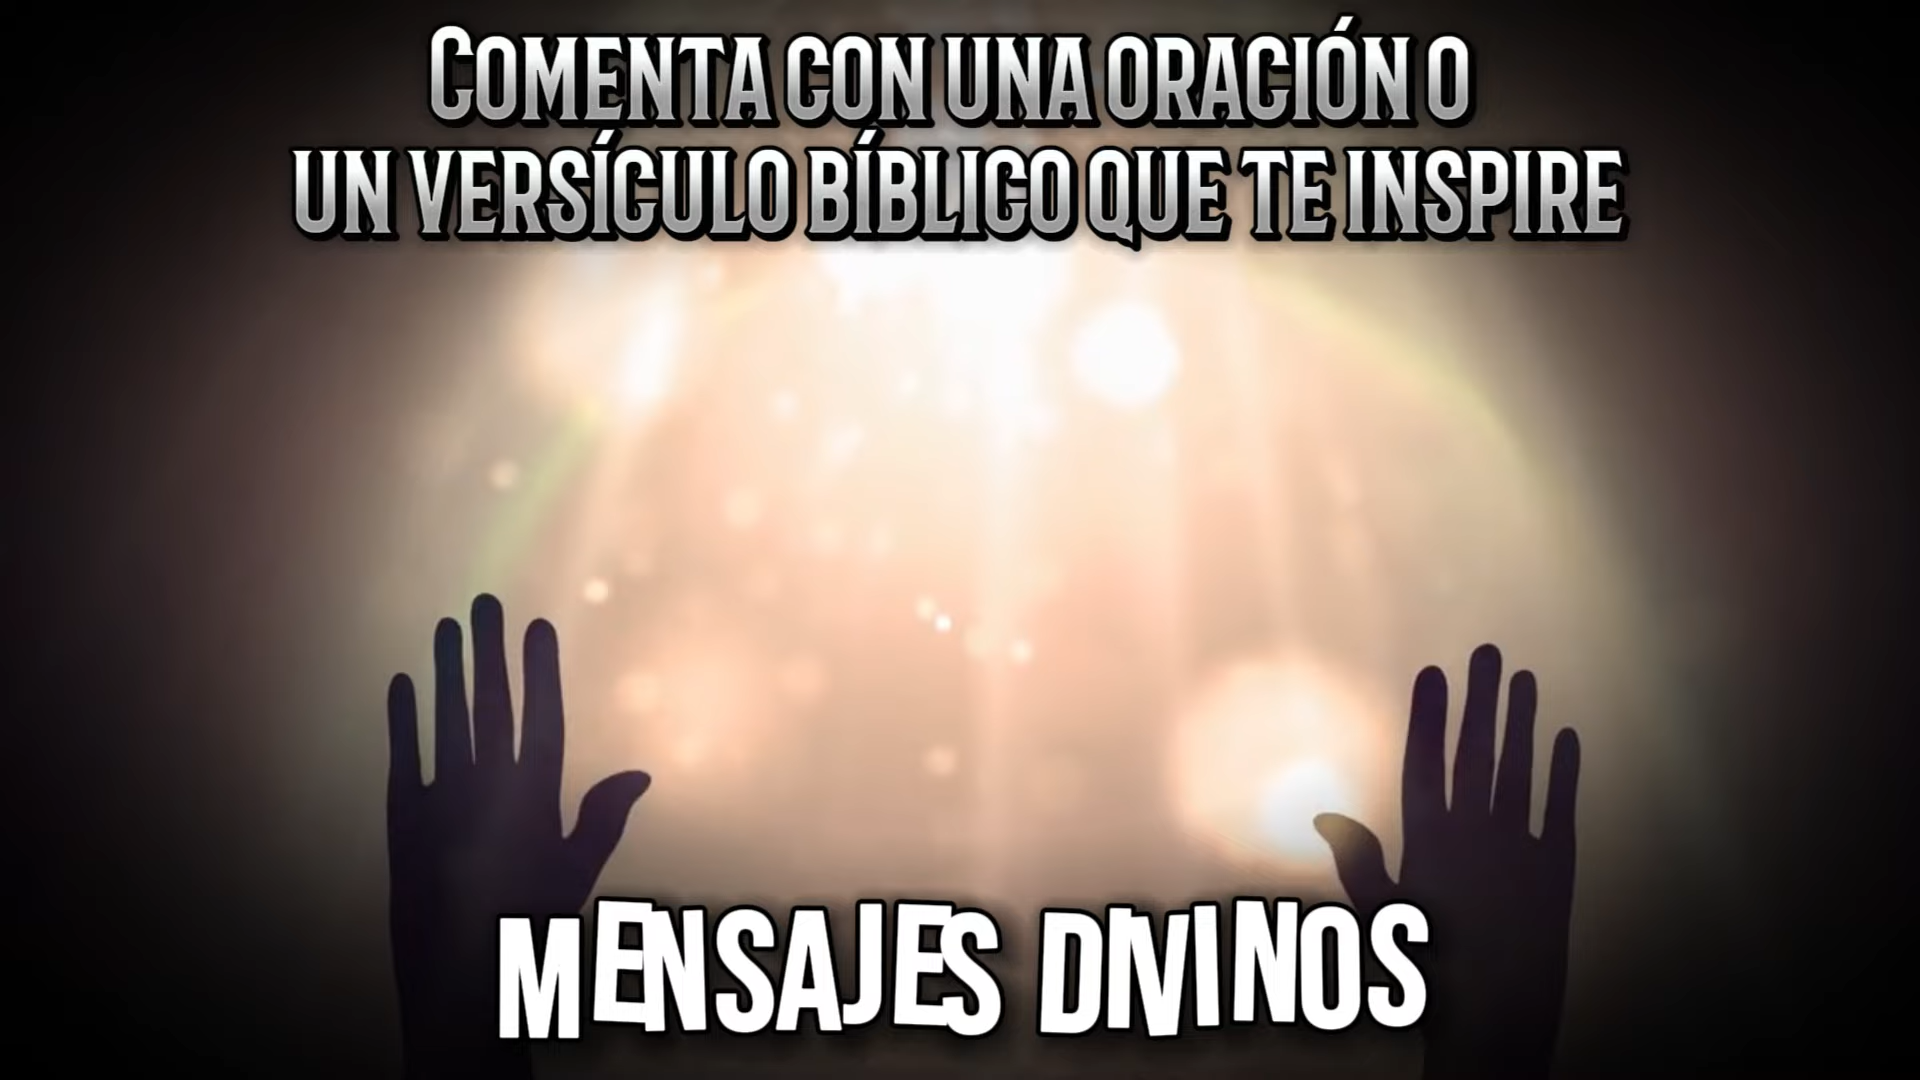 Comenta con una oración o
un versículo bíblico que te inspire
MENSAJES DIVINOS